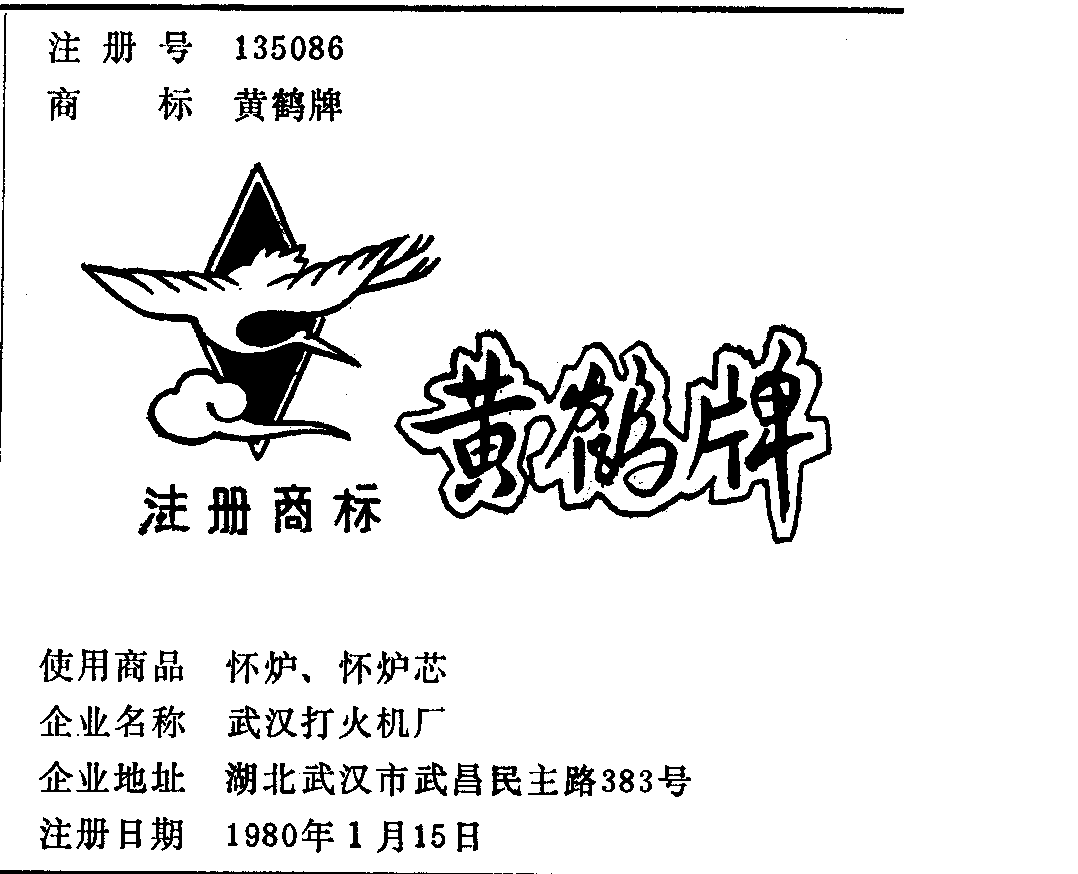 注册号 135086
商标 黄鹤牌
黄鹤牌
注册商标
使用商品 怀炉、怀炉芯
企业名称 武汉打火机厂
企业地址 湖北武汉市武昌民主路383号
注册日期 1980年1月15日